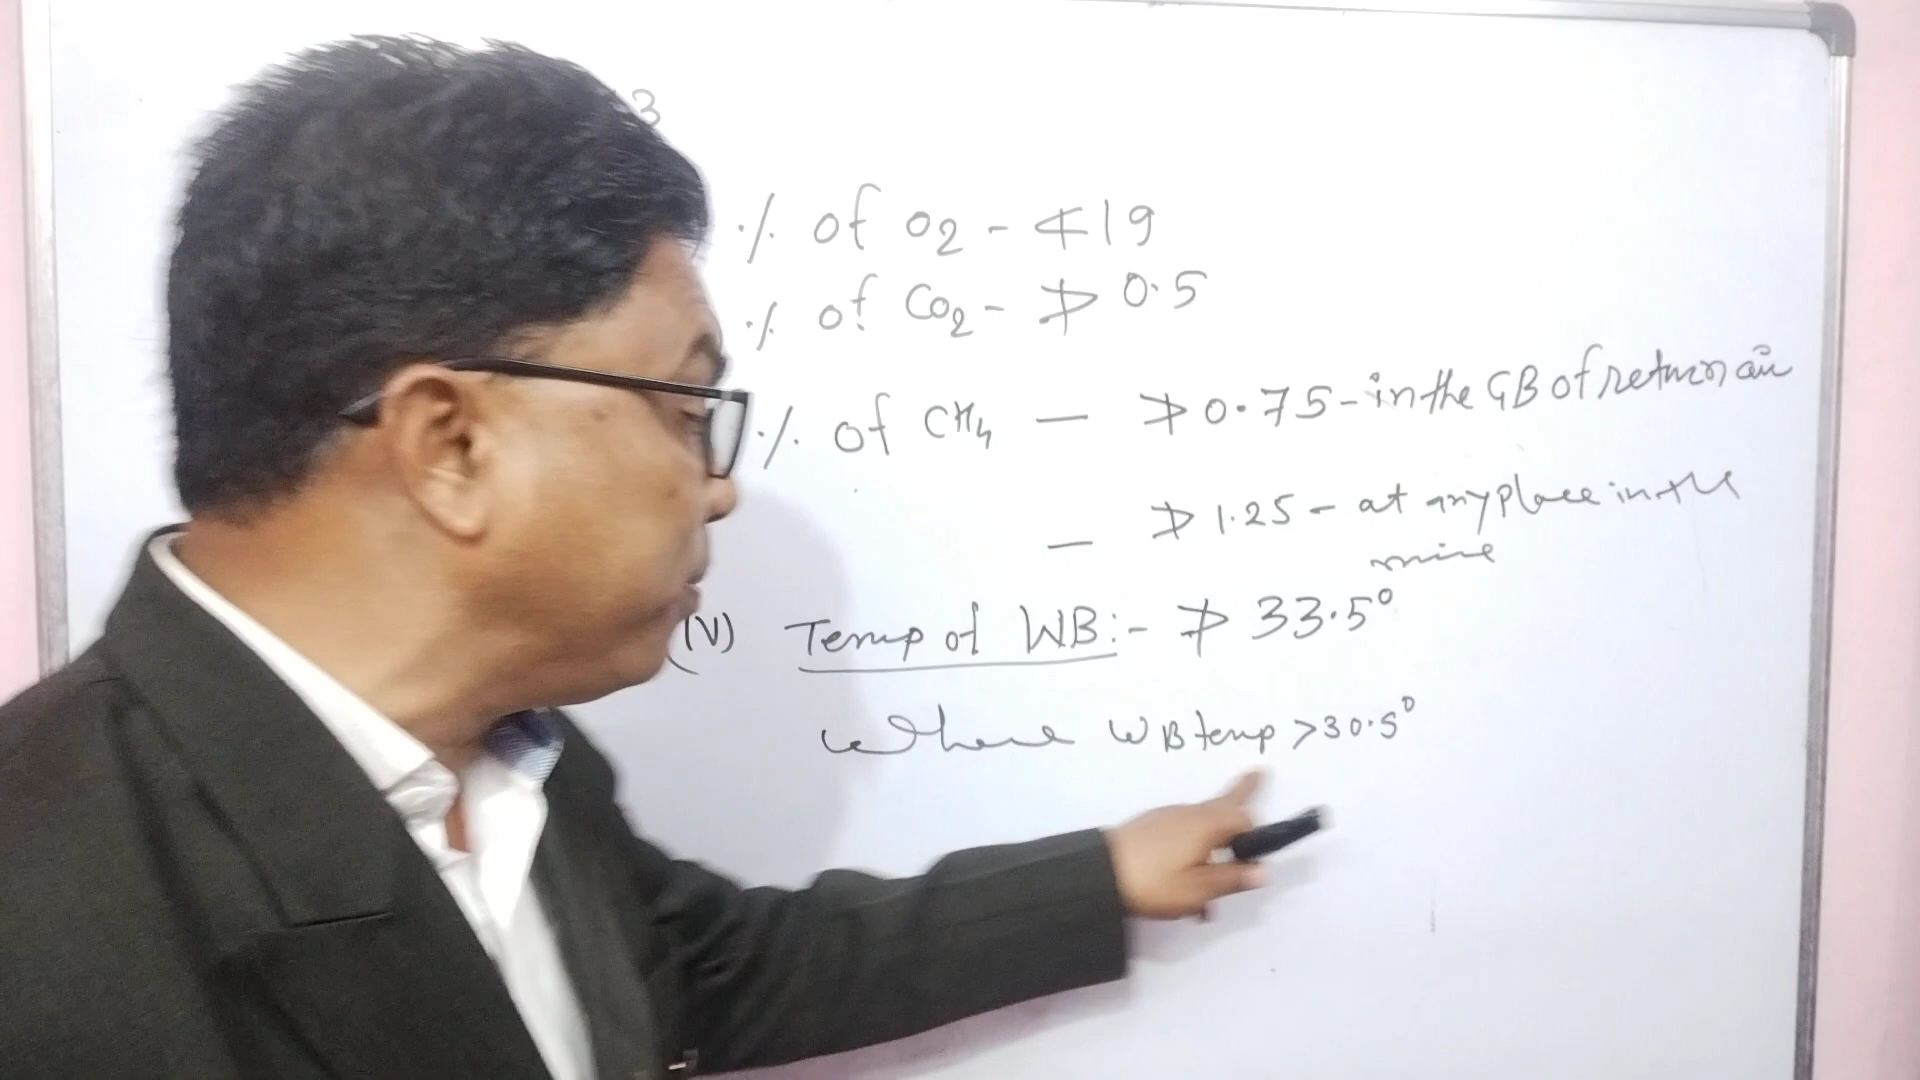 3
% of O2 - ≮ 19
% of CO2 - ≯ 0.5
% of CH4 — ≯ 0.75 - in the GB of return air
— ≯ 1.25 - at any place in the
mine
(V) Temp of WB :- ≯ 33.5°
Where WB temp > 30.5°